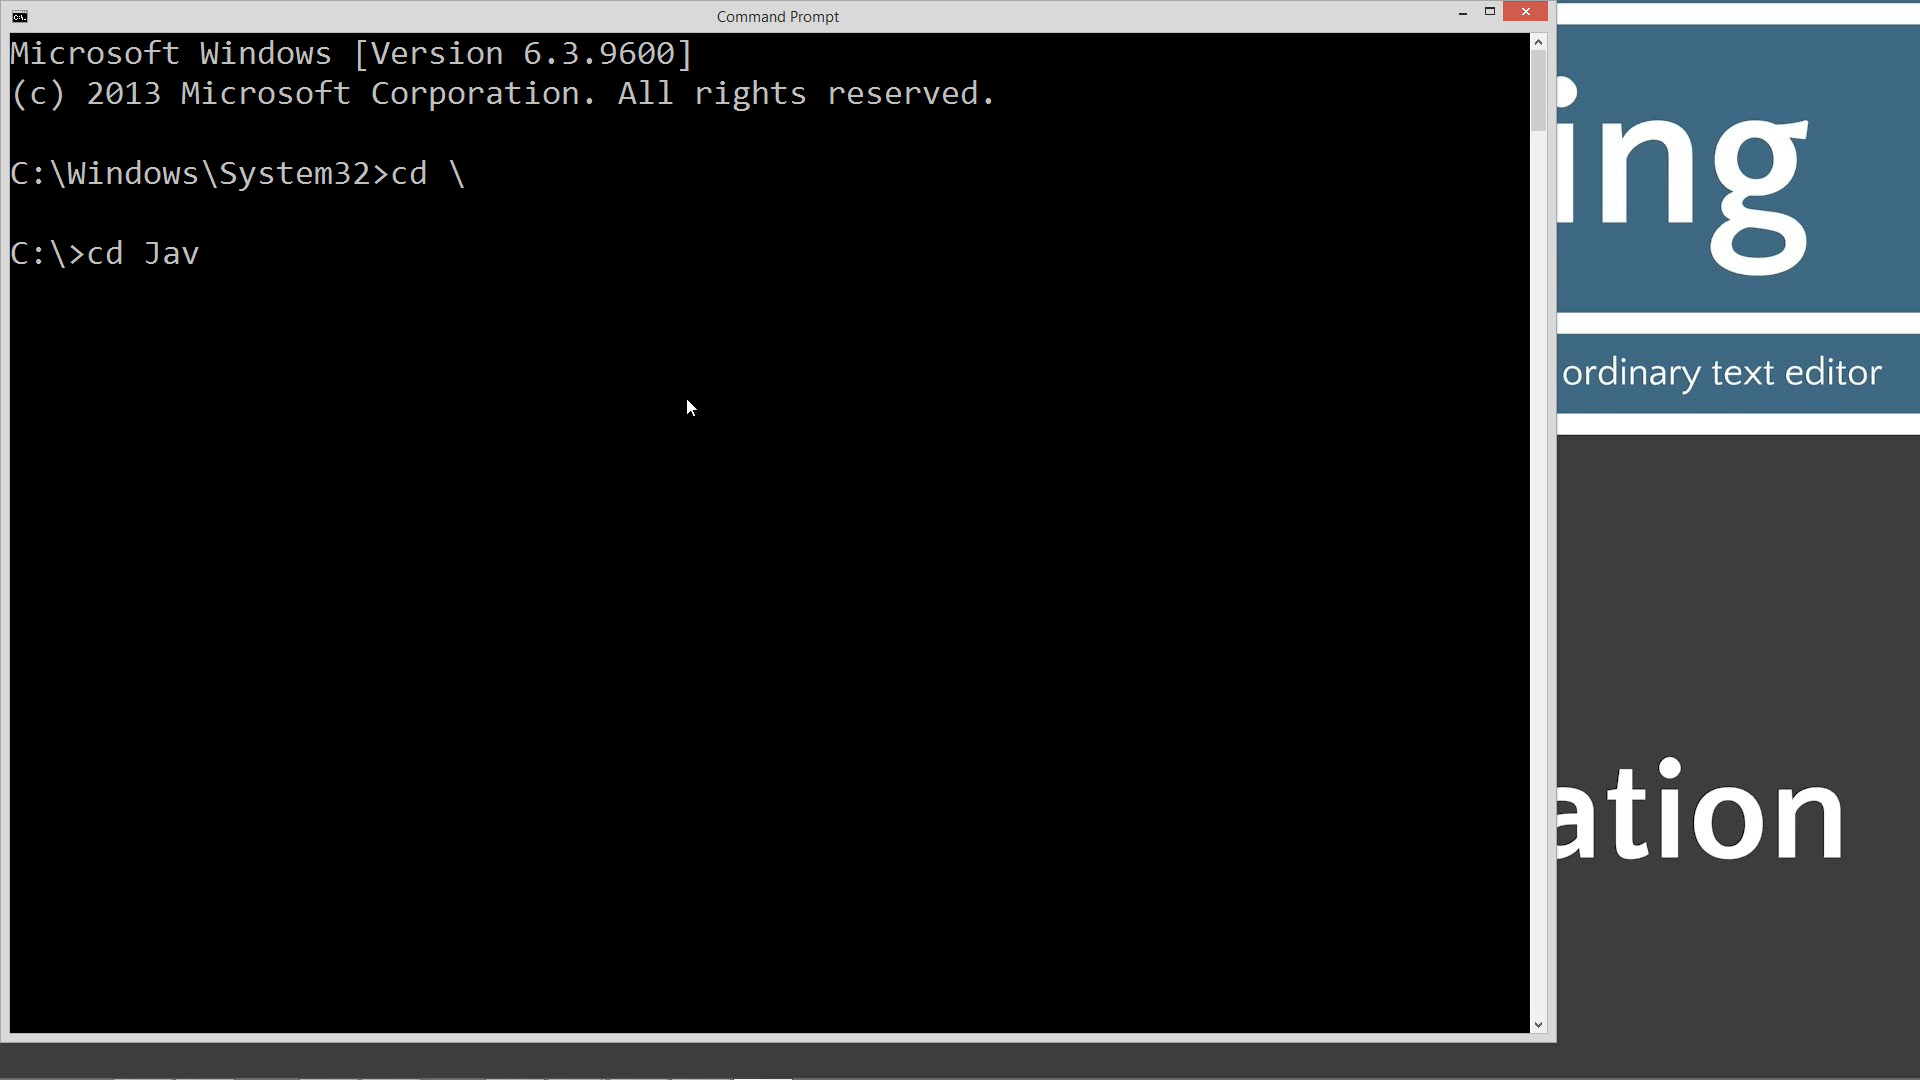 Command Prompt
Microsoft Windows [Version 6.3.9600]
(c) 2013 Microsoft Corporation. All rights reserved.
C:\Windows\System32>cd \
C:\>cd Jav
ing
ordinary text editor
ation